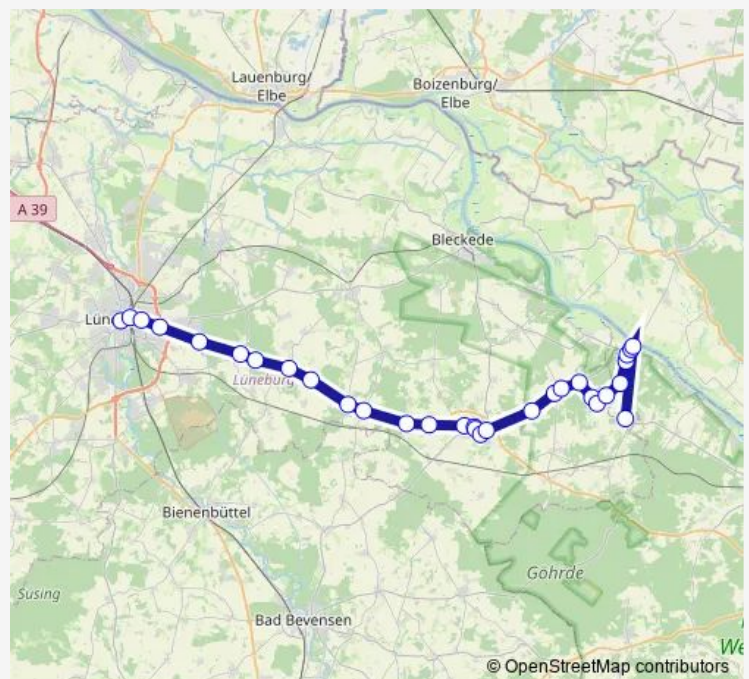 Lauenburg/
Elbe
Boizenburg/
Elbe
A 39
Bleckede
Lün
Lüneburg
Bienenbüttel
Göhrde
Susing
Bad Bevensen
We
© OpenStreetMap contributors